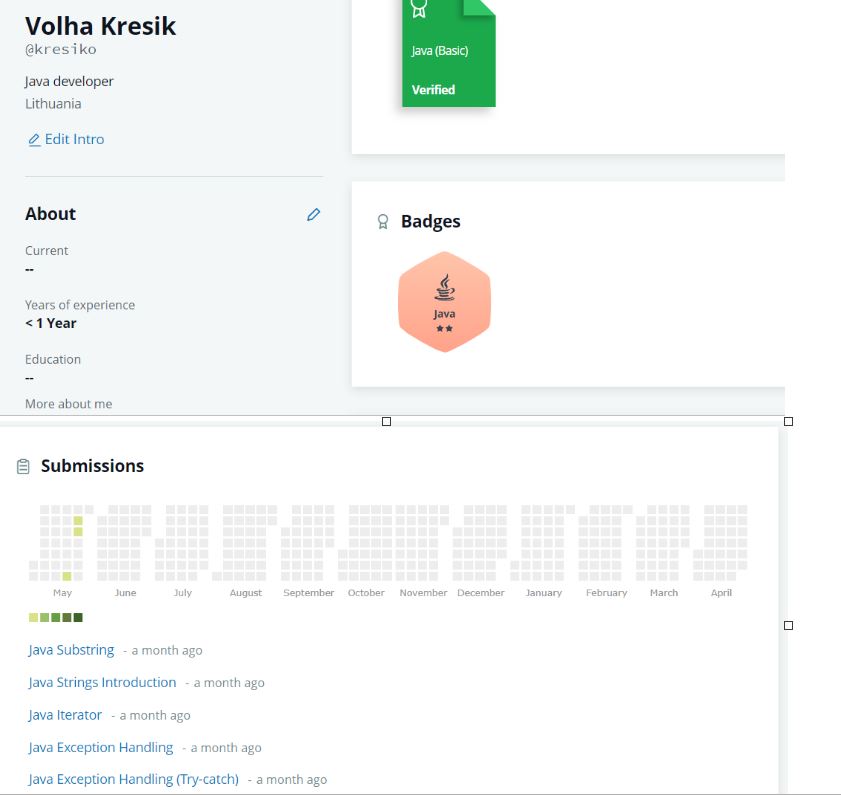 Volha Kresik
@kresiko
Java developer
Lithuania
Edit Intro
About
Current
--
Years of experience
< 1 Year
Education
--
More about me
Java (Basic)
Verified
Badges
Java
Submissions
May June July August September October November December January February March April
Java Substring - a month ago
Java Strings Introduction - a month ago
Java Iterator - a month ago
Java Exception Handling - a month ago
Java Exception Handling (Try-catch) - a month ago